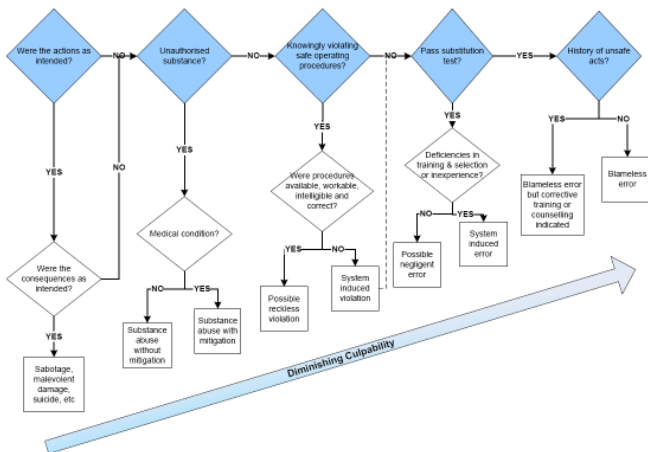 Were the actions as
intended?
NO
Unauthorised
substance?
NO
Knowingly violating
safe operating
procedures?
NO
Pass substitution
test?
YES
History of unsafe
acts?
YES
NO
YES
YES
YES
YES
NO
Were the
consequences as
intended?
Medical condition?
Were procedures
available, workable,
intelligible and
correct?
Deficiencies in
training & selection
or inexperience?
Blameless error
but corrective
training or
counselling
indicated
Blameless
error
YES
NO
YES
YES
NO
NO
YES
Sabotage,
malevolent
damage,
suicide, etc
Substance
abuse
without
mitigation
Substance
abuse with
mitigation
Possible
reckless
violation
System
induced
violation
Possible
negligent
error
System
induced
error
Diminishing Culpability